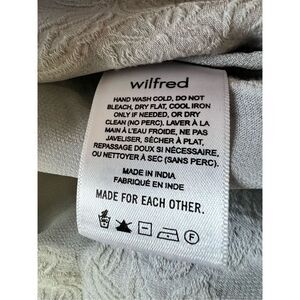 wilfred
HAND WASH COLD, DO NOT
BLEACH, DRY FLAT, COOL IRON
ONLY IF NEEDED, OR DRY
CLEAN (NO PERC). LAVER À LA
MAIN À L'EAU FROIDE, NE PAS
JAVELISER, SÉCHER À PLAT,
REPASSAGE DOUX SI NÉCESSAIRE,
OU NETTOYER À SEC (SANS PERC).
MADE IN INDIA
FABRIQUÉ EN INDE
MADE FOR EACH OTHER.
F